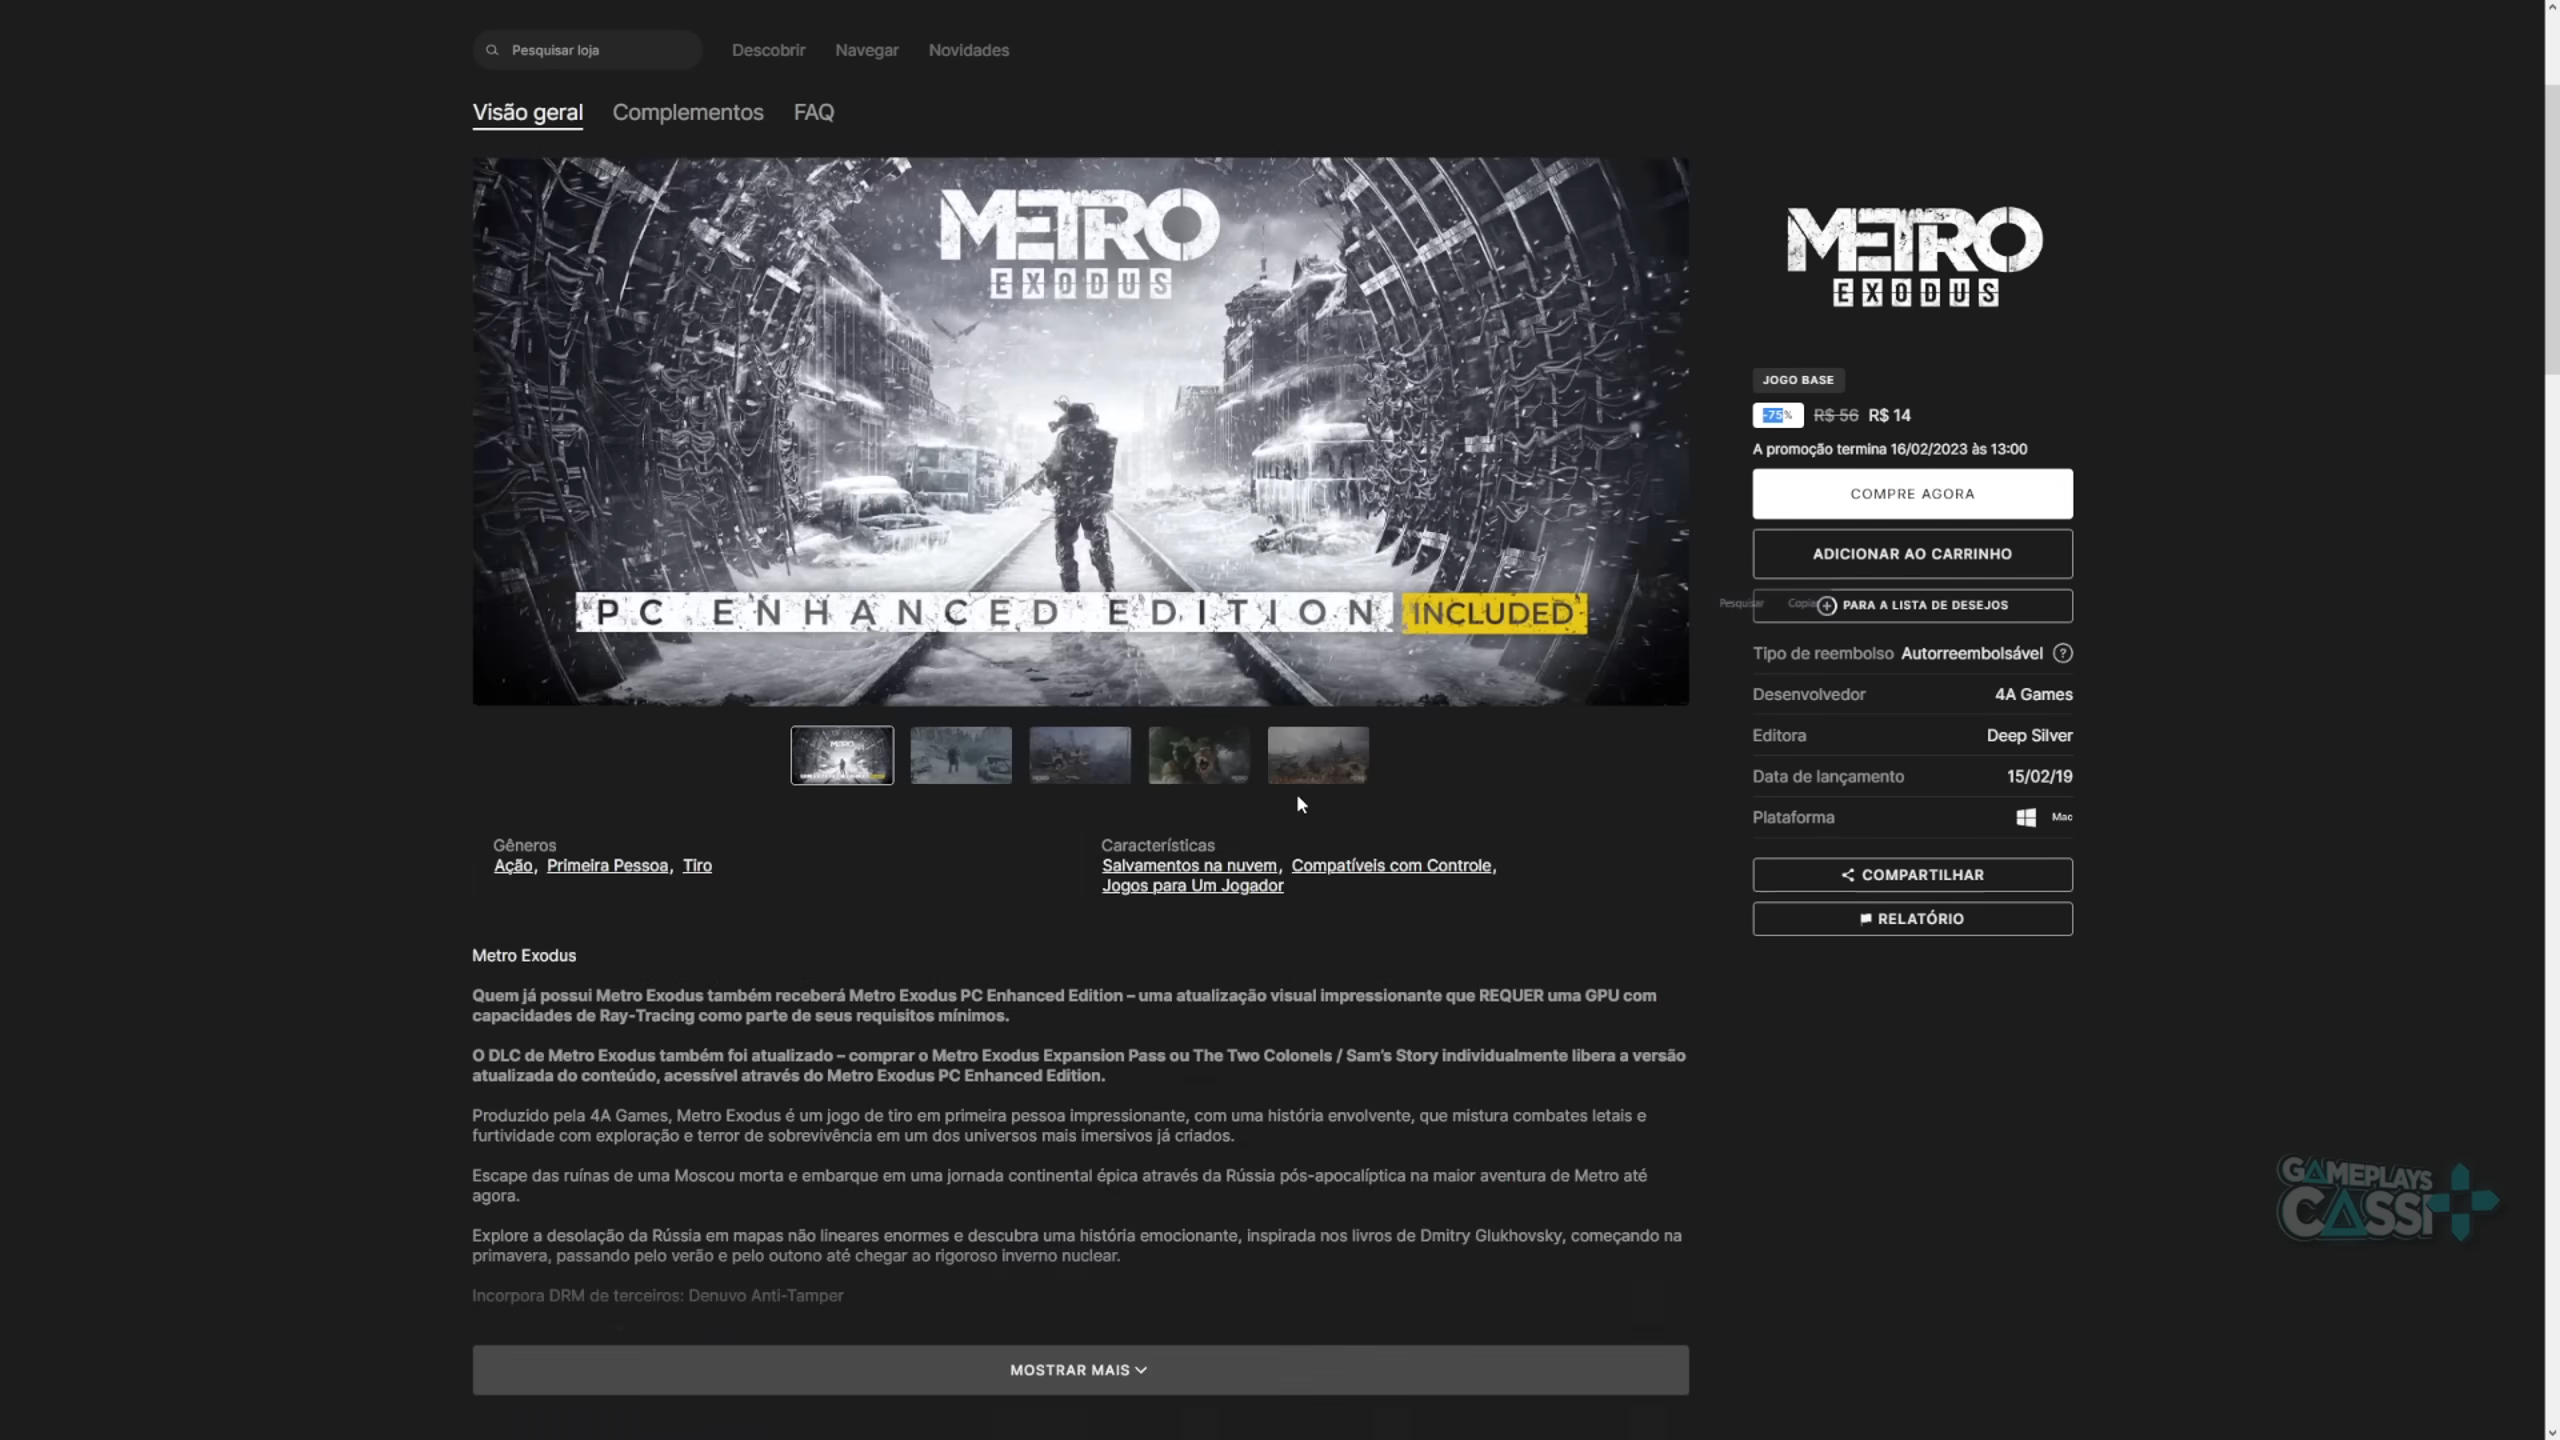 Pesquisar loja
Descobrir
Navegar
Novidades
Visão geral
Complementos
FAQ
METRO
EXODUS
PC ENHANCED EDITION INCLUDED
METRO
EXODUS
JOGO BASE
-75% R$ 56 R$ 14
A promoção termina 16/02/2023 às 13:00
COMPRE AGORA
ADICIONAR AO CARRINHO
Pesquisar
PARA A LISTA DE DESEJOS
Tipo de reembolso Autorreembolsável ?
Desenvolvedor 4A Games
Editora Deep Silver
Data de lançamento 15/02/19
Plataforma Mac
COMPARTILHAR
RELATÓRIO
Gêneros
Ação, Primeira Pessoa, Tiro
Características
Salvamentos na nuvem, Compatíveis com Controle,
Jogos para Um Jogador
Metro Exodus
Quem já possui Metro Exodus também receberá Metro Exodus PC Enhanced Edition – uma atualização visual impressionante que REQUER uma GPU com
capacidades de Ray-Tracing como parte de seus requisitos mínimos.
O DLC de Metro Exodus também foi atualizado – comprar o Metro Exodus Expansion Pass ou The Two Colonels / Sam's Story individualmente libera a versão
atualizada do conteúdo, acessível através do Metro Exodus PC Enhanced Edition.
Produzido pela 4A Games, Metro Exodus é um jogo de tiro em primeira pessoa impressionante, com uma história envolvente, que mistura combates letais e
furtividade com exploração e terror de sobrevivência em um dos universos mais imersivos já criados.
Escape das ruínas de uma Moscou morta e embarque em uma jornada continental épica através da Rússia pós-apocalíptica na maior aventura de Metro até
agora.
Explore a desolação da Rússia em mapas não lineares enormes e descubra uma história emocionante, inspirada nos livros de Dmitry Glukhovsky, começando na
primavera, passando pelo verão e pelo outono até chegar ao rigoroso inverno nuclear.
Incorpora DRM de terceiros: Denuvo Anti-Tamper
MOSTRAR MAIS
GAMEPLAYS
CASSI